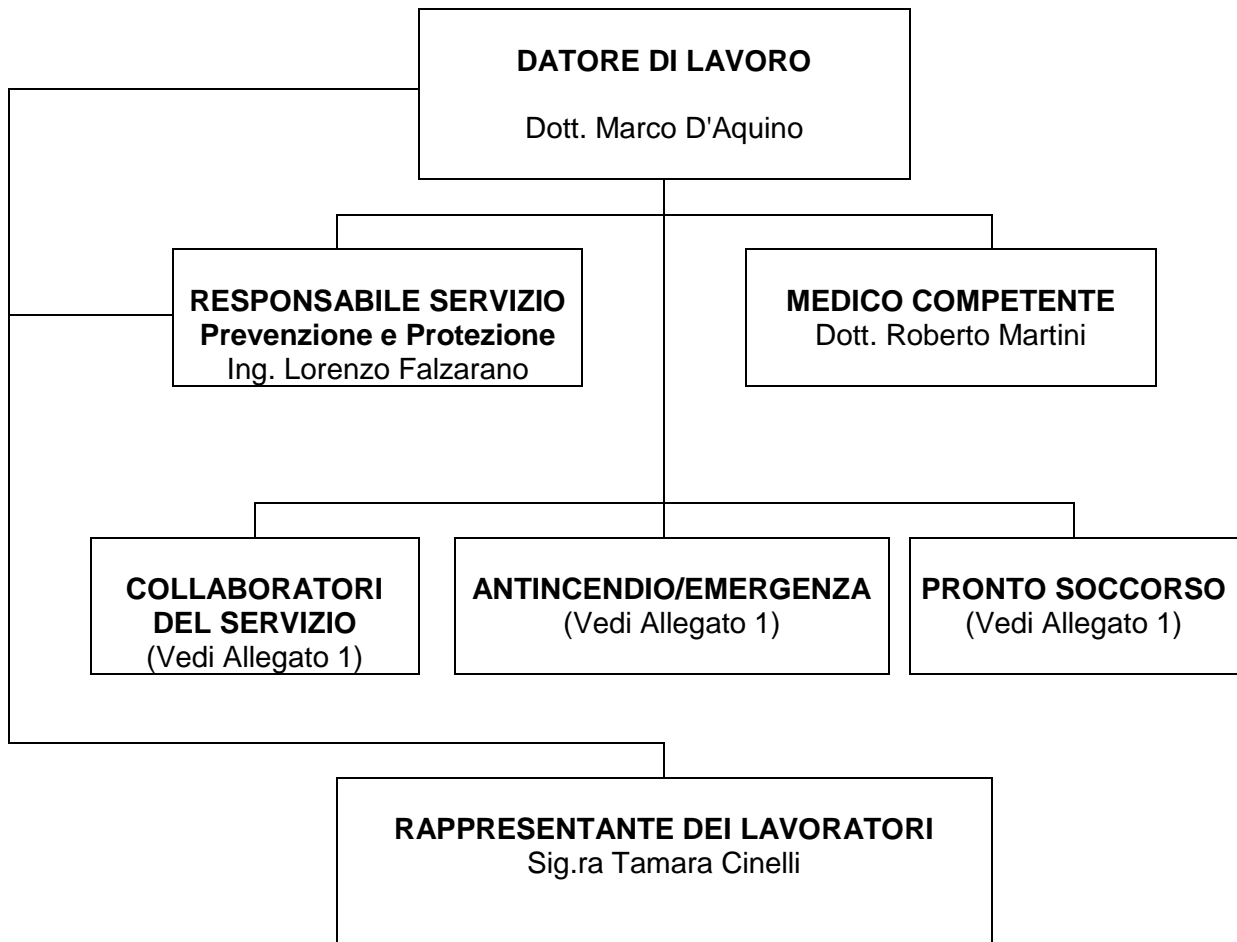 DATORE DI LAVORO
Dott. Marco D'Aquino
RESPONSABILE SERVIZIO
Prevenzione e Protezione
Ing. Lorenzo Falzarano
MEDICO COMPETENTE
Dott. Roberto Martini
COLLABORATORI
DEL SERVIZIO
(Vedi Allegato 1)
ANTINCENDIO/EMERGENZA
(Vedi Allegato 1)
PRONTO SOCCORSO
(Vedi Allegato 1)
RAPPRESENTANTE DEI LAVORATORI
Sig.ra Tamara Cinelli